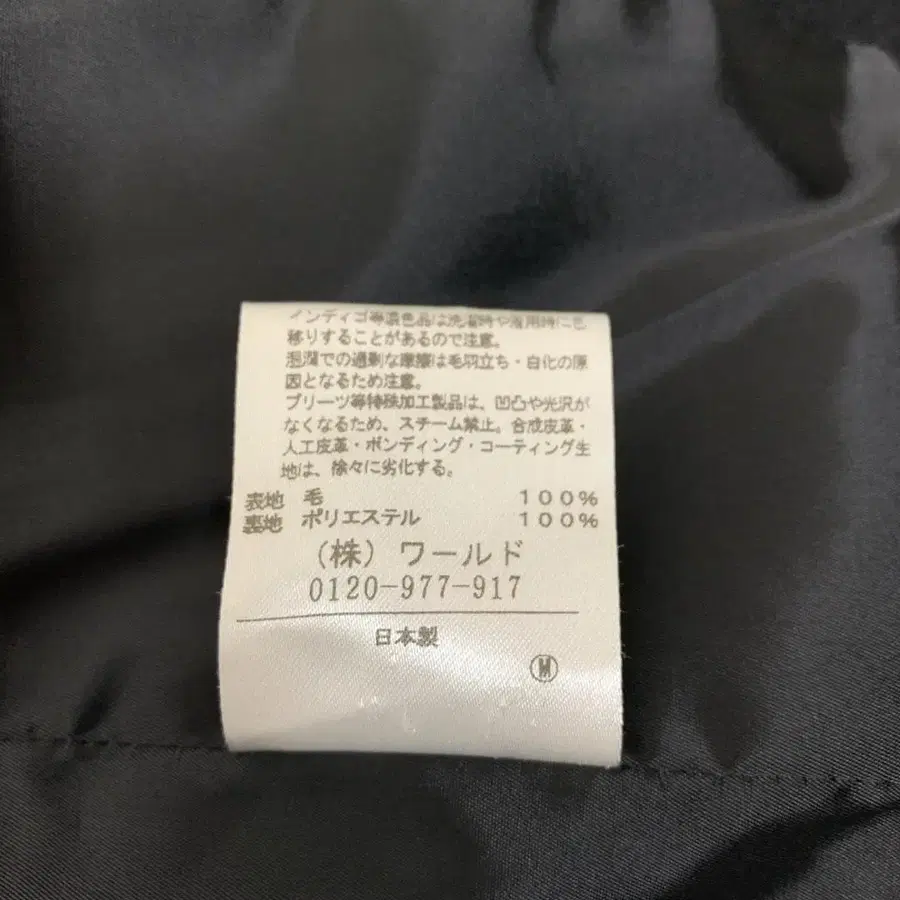 インディゴ等濃色品は洗濯時や着用時に色
移りすることがあるので注意。
湿潤での過剰な摩擦は毛羽立ち・白化の原
因となるため注意。
プリーツ等特殊加工製品は、凹凸や光沢が
なくなるため、スチーム禁止。合成皮革・
人工皮革・ボンディング・コーティング生
地は、徐々に劣化する。
表地 毛 100%
裏地 ポリエステル 100%
(株)ワールド
0120-977-917
日本製
M